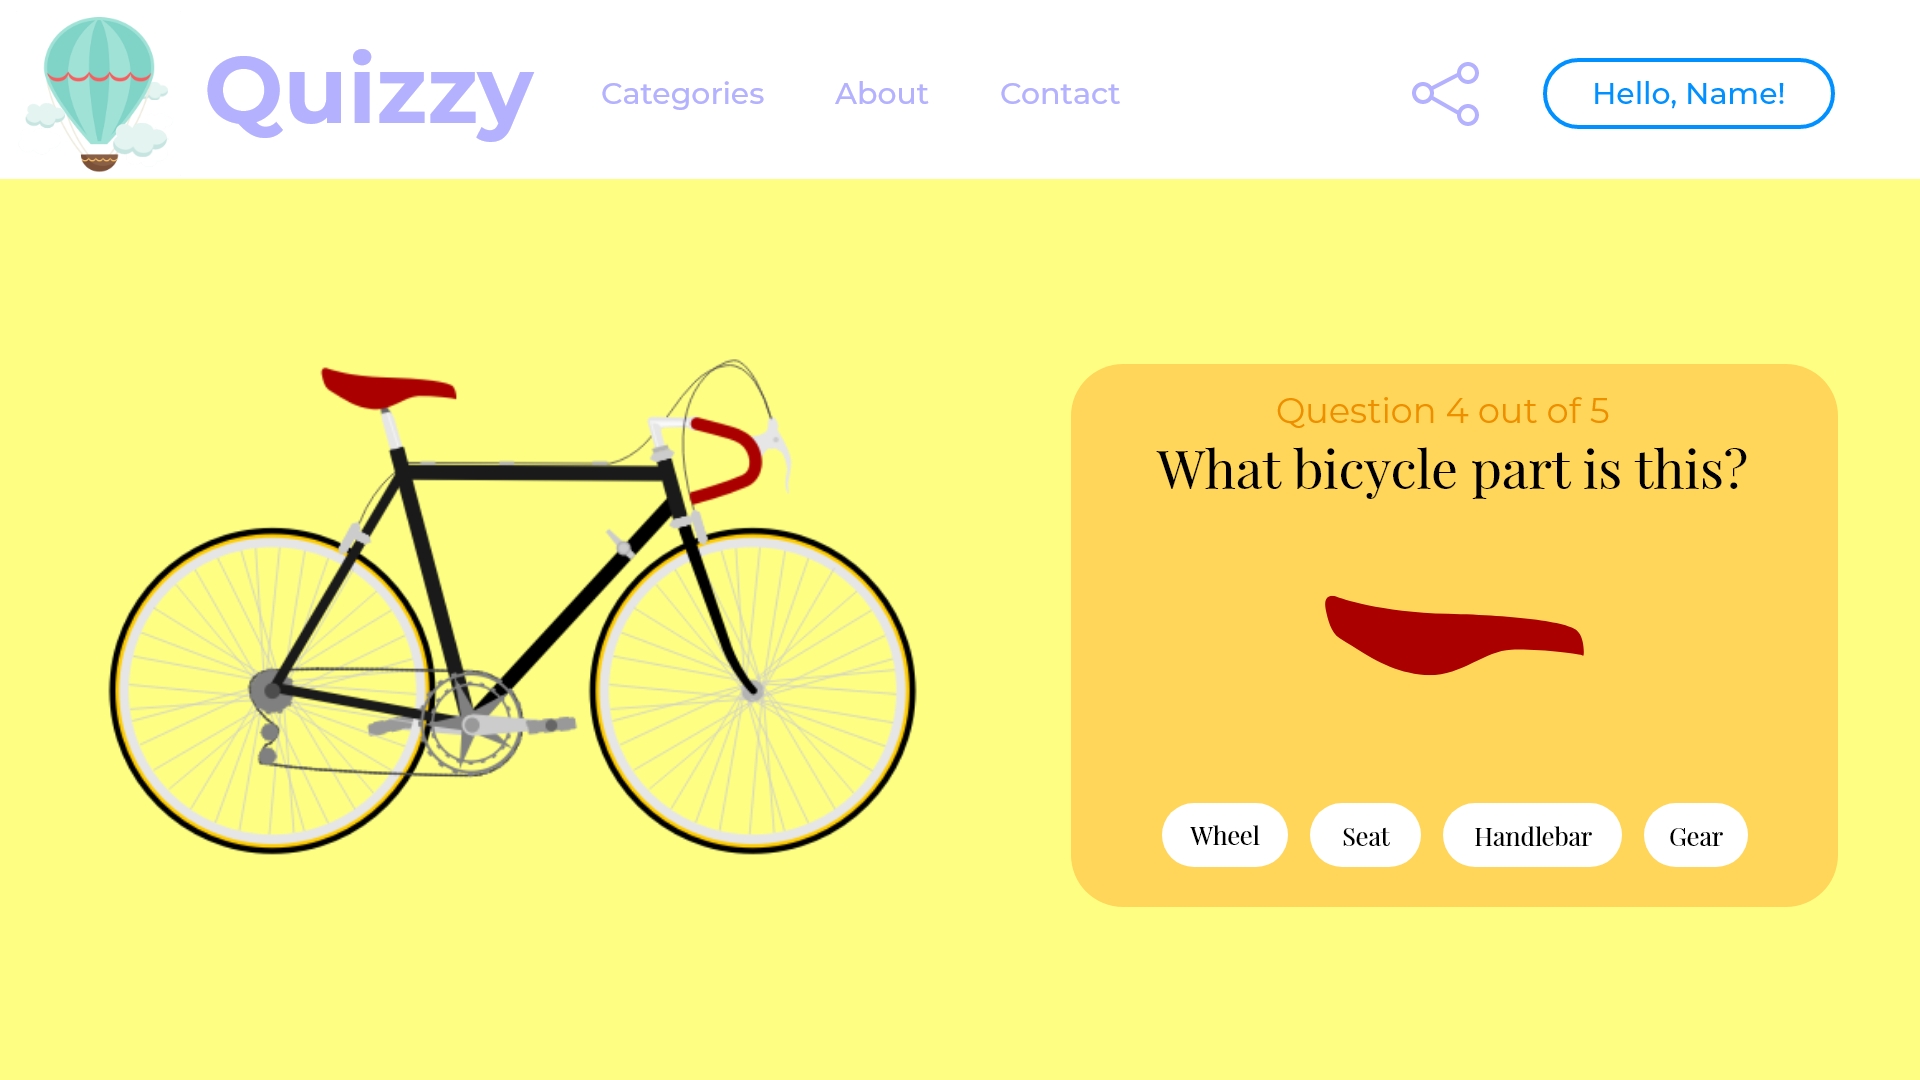 Quizzy
Categories
About
Contact
Hello, Name!
Question 4 out of 5
What bicycle part is this?
Wheel
Seat
Handlebar
Gear